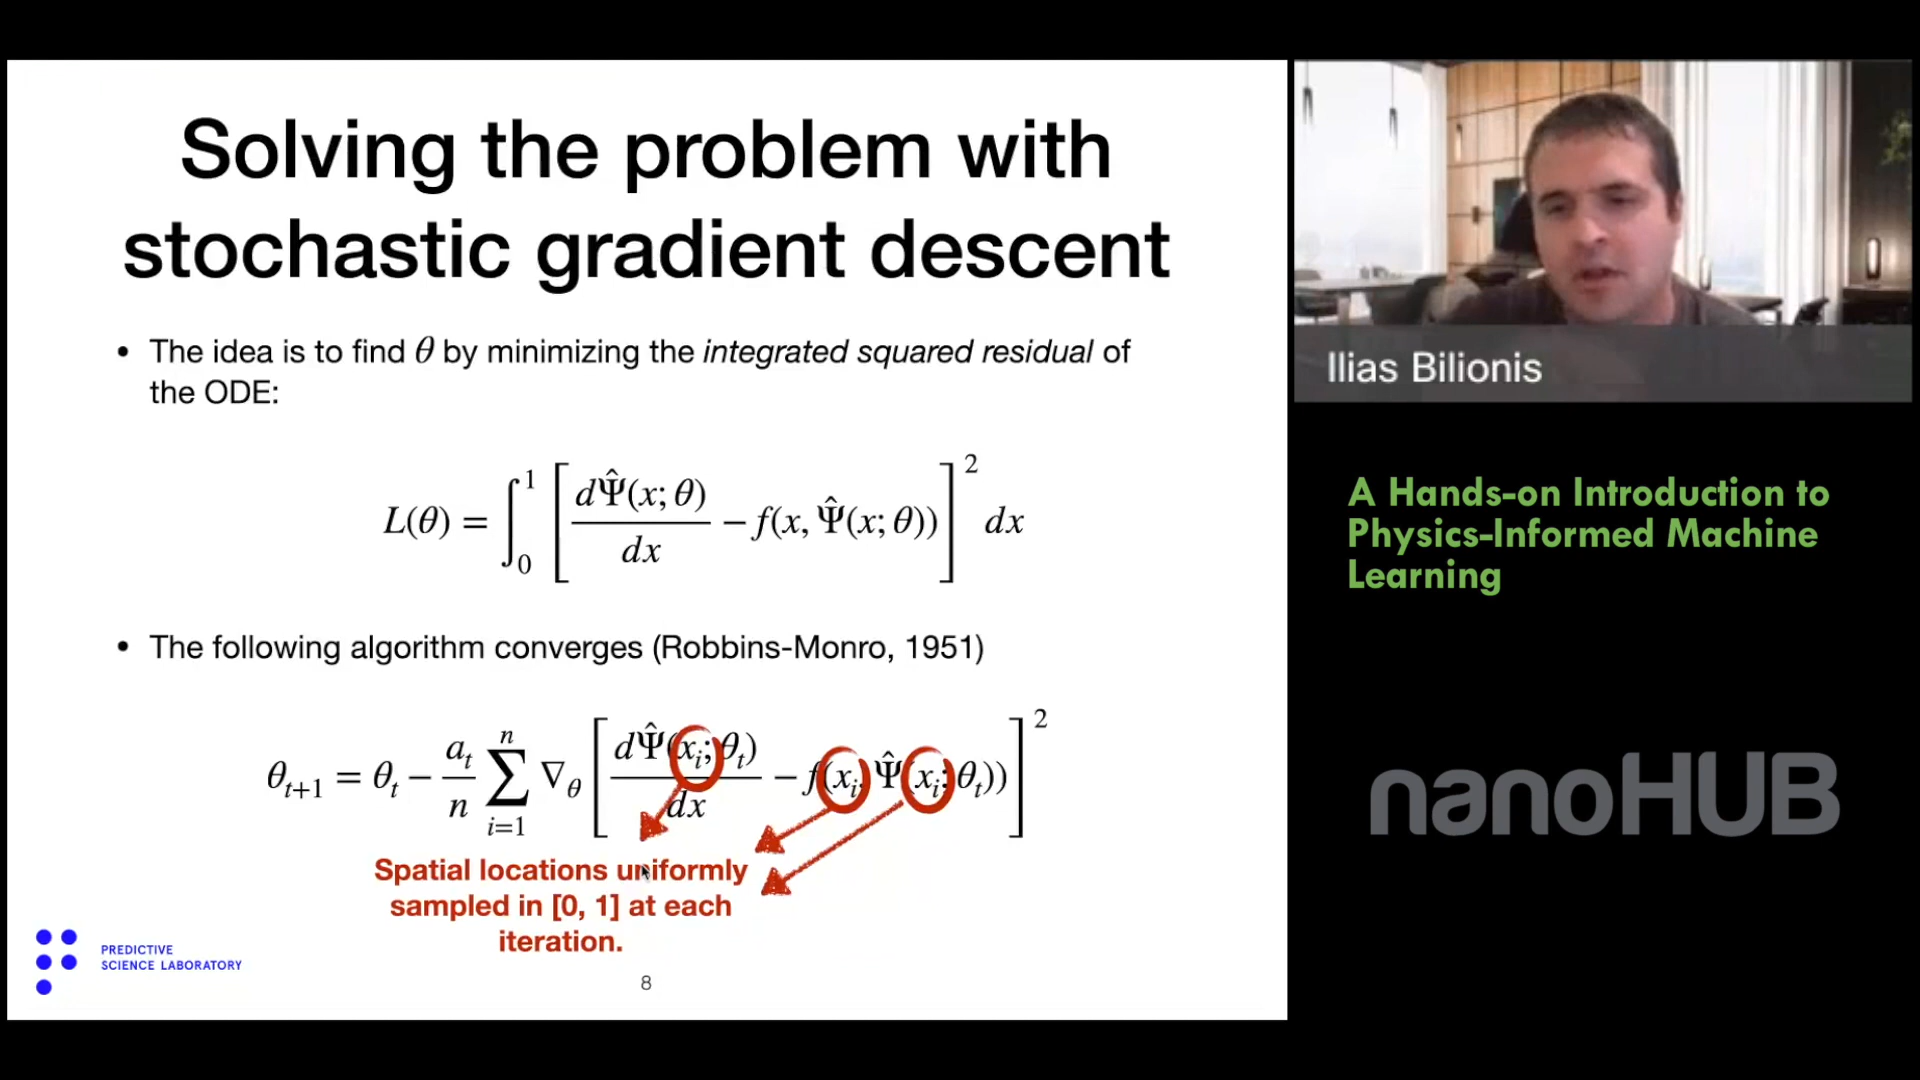 Solving the problem with
stochastic gradient descent
• The idea is to find θ by minimizing the integrated squared residual of
the ODE:
L(θ) = ∫₀¹ [ dΨ̂(x; θ)/dx − f(x, Ψ̂(x; θ)) ]² dx
• The following algorithm converges (Robbins-Monro, 1951)
θₜ₊₁ = θₜ − aₜ/n ∑ᵢ₌₁ⁿ ∇θ [ dΨ̂(xᵢ; θₜ)/dx − f(xᵢ, Ψ̂(xᵢ; θₜ)) ]²
Spatial locations uniformly
sampled in [0, 1] at each
iteration.
PREDICTIVE
SCIENCE LABORATORY
8
Ilias Bilionis
A Hands-on Introduction to
Physics-Informed Machine
Learning
nanoHUB